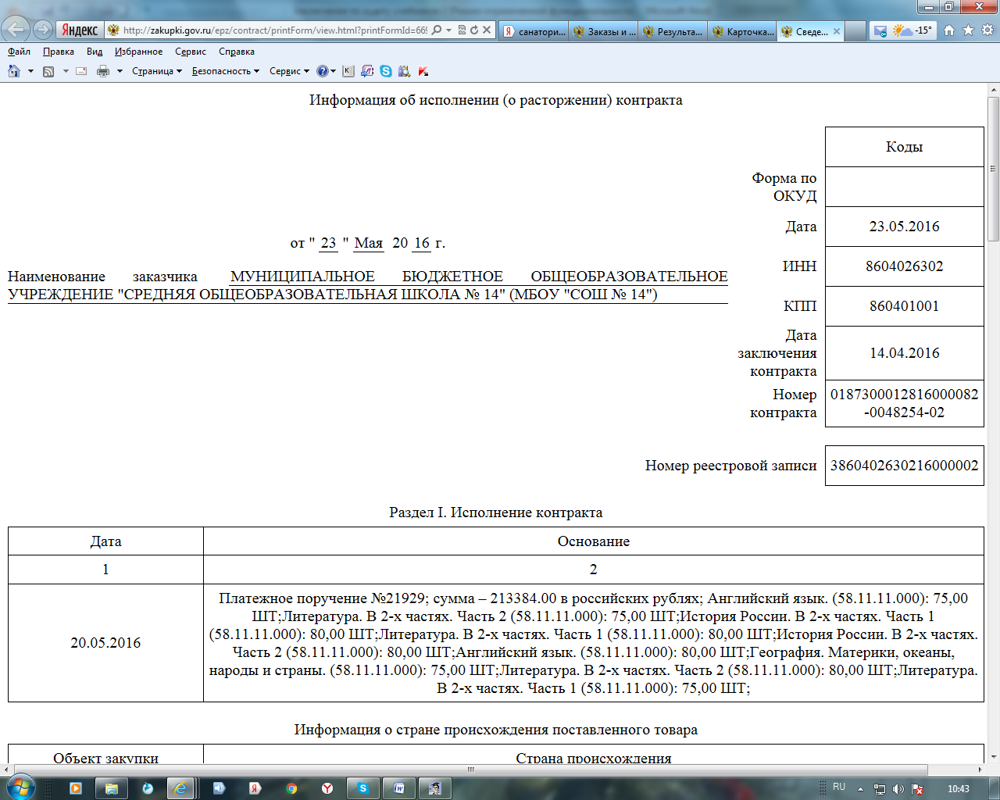 Яндекс
http://zakupki.gov.ru/epz/contract/printForm/view.html?printFormId=669
санатори...
Заказы и ...
Результа...
Карточка...
Сведе...
-15°
Файл Правка Вид Избранное Сервис Справка
Страница Безопасность Сервис
Информация об исполнении (о расторжении) контракта
Коды
Форма по
ОКУД
Дата 23.05.2016
от " 23 " Мая 20 16 г.
ИНН 8604026302
Наименование заказчика МУНИЦИПАЛЬНОЕ БЮДЖЕТНОЕ ОБЩЕОБРАЗОВАТЕЛЬНОЕ
УЧРЕЖДЕНИЕ "СРЕДНЯЯ ОБЩЕОБРАЗОВАТЕЛЬНАЯ ШКОЛА № 14" (МБОУ "СОШ № 14")
КПП 860401001
Дата
заключения
контракта
14.04.2016
Номер
контракта
0187300012816000082
-0048254-02
Номер реестровой записи 3860402630216000002
Раздел I. Исполнение контракта
Дата Основание
1 2
20.05.2016
Платежное поручение №21929; сумма – 213384.00 в российских рублях; Английский язык. (58.11.11.000): 75,00
ШТ;Литература. В 2-х частях. Часть 2 (58.11.11.000): 75,00 ШТ;История России. В 2-х частях. Часть 1
(58.11.11.000): 80,00 ШТ;Литература. В 2-х частях. Часть 1 (58.11.11.000): 80,00 ШТ;История России. В 2-х частях.
Часть 2 (58.11.11.000): 80,00 ШТ;Английский язык. (58.11.11.000): 80,00 ШТ;География. Материки, океаны,
народы и страны. (58.11.11.000): 75,00 ШТ;Литература. В 2-х частях. Часть 2 (58.11.11.000): 80,00 ШТ;Литература.
В 2-х частях. Часть 1 (58.11.11.000): 75,00 ШТ;
Информация о стране происхождения поставленного товара
Объект закупки Страна происхождения
RU
10:43